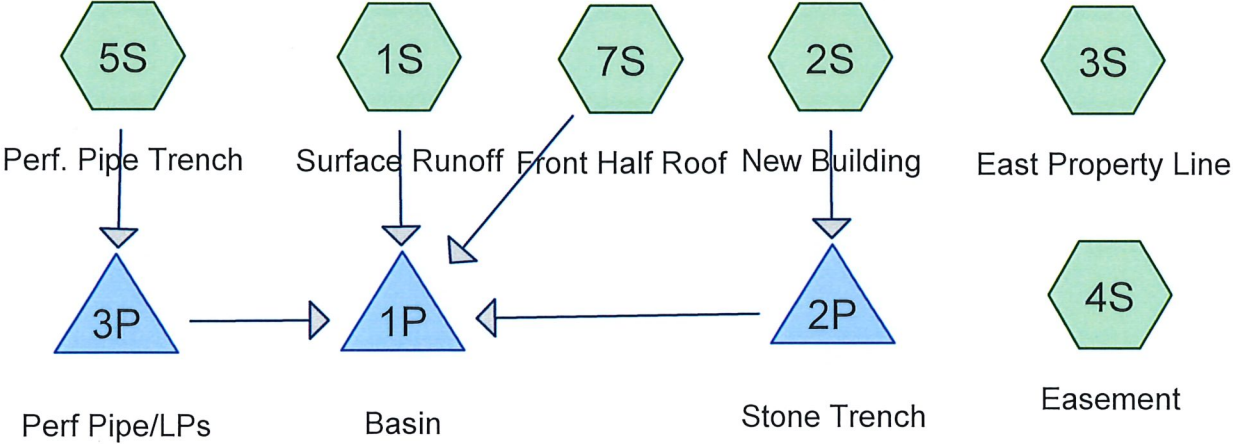 5S
1S
7S
2S
3S
Perf. Pipe Trench
Surface Runoff
Front Half Roof
New Building
East Property Line
3P
1P
2P
4S
Perf Pipe/LPs
Basin
Stone Trench
Easement